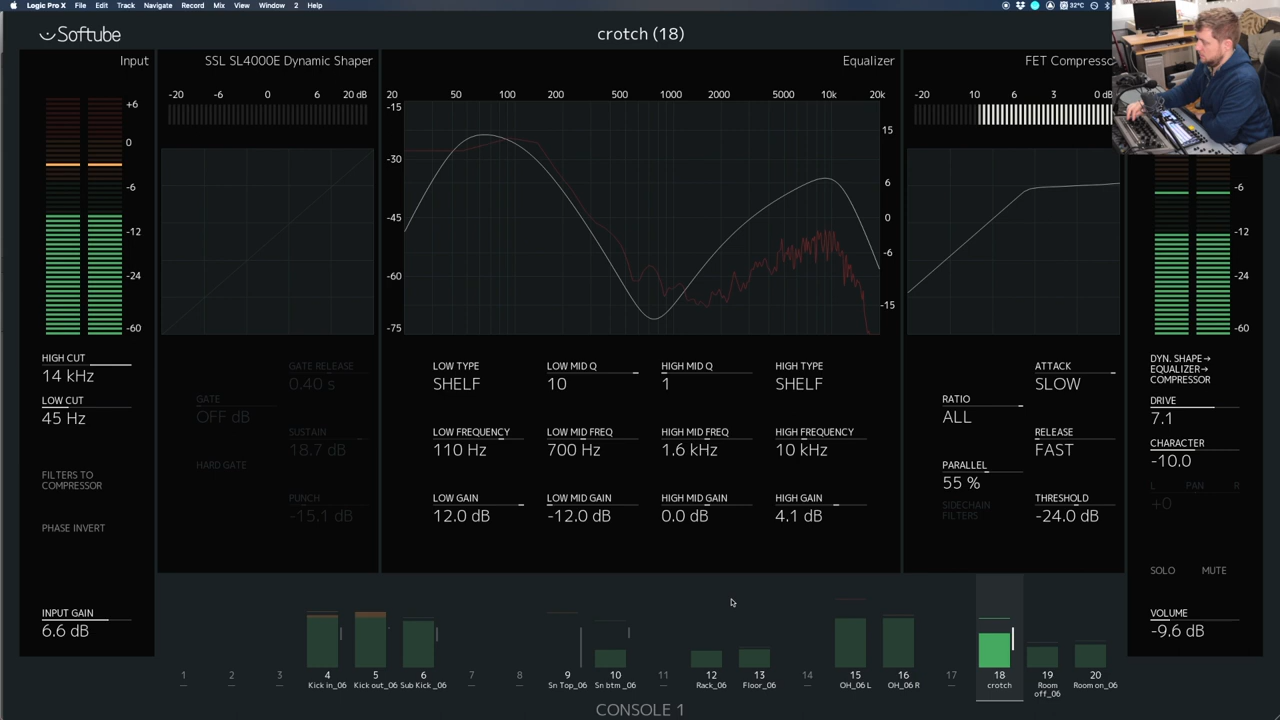 Logic Pro X File Edit Track Navigate Record Mix View Window 2 Help
32°C
Softube
crotch (18)
Input
SSL SL4000E Dynamic Shaper
Equalizer
FET Compresso
-20 -6 0 6 20 dB
20 50 100 200 500 1000 2000 5000 10k 20k
-20 10 6 3 0 dB
+6
0
-6
-12
-24
-60
-15
-30
-45
-60
-75
15
6
0
-6
-15
-6
-12
-24
-60
HIGH CUT
14 kHz
LOW CUT
45 Hz
FILTERS TO
COMPRESSOR
PHASE INVERT
INPUT GAIN
6.6 dB
GATE RELEASE
0.40 s
GATE
OFF dB
SUSTAIN
18.7 dB
HARD GATE
PUNCH
-15.1 dB
LOW TYPE LOW MID Q HIGH MID Q HIGH TYPE
SHELF 10 1 SHELF
LOW FREQUENCY LOW MID FREQ HIGH MID FREQ HIGH FREQUENCY
110 Hz 700 Hz 1.6 kHz 10 kHz
LOW GAIN LOW MID GAIN HIGH MID GAIN HIGH GAIN
12.0 dB -12.0 dB 0.0 dB 4.1 dB
ATTACK
SLOW
RATIO
ALL
RELEASE
FAST
PARALLEL
55 %
SIDECHAIN
FILTERS
THRESHOLD
-24.0 dB
DYN. SHAPE→
EQUALIZER→
COMPRESSOR
DRIVE
7.1
CHARACTER
-10.0
L PAN R
+0
SOLO MUTE
VOLUME
-9.6 dB
1 2 3 4 5 6 7 8 9 10 11 12 13 14 15 16 17 18 19 20
— — — Kick in_06 Kick out_06 Sub Kick _06 — — Sn Top_06 Sn btm _06 — Rack_06 Floor_06 — OH_06 L OH_06 R — crotch Room Room on_06
off_06
CONSOLE 1